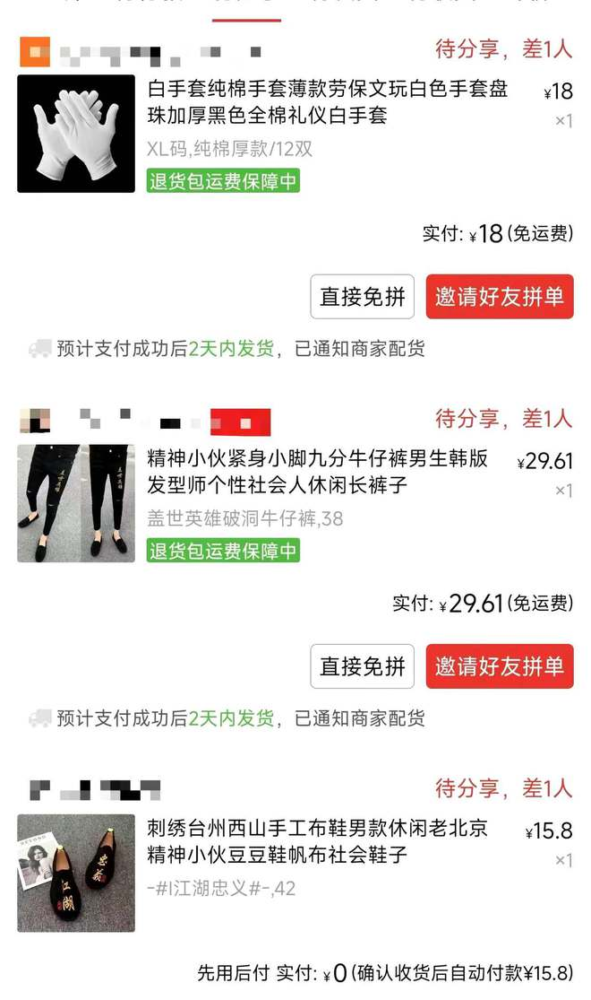 待分享，差1人
白手套纯棉手套薄款劳保文玩白色手套盘
¥18
珠加厚黑色全棉礼仪白手套
×1
XL码,纯棉厚款/12双
退货包运费保障中
实付: ¥18(免运费)
直接免拼
邀请好友拼单
预计支付成功后2天内发货，已通知商家配货
待分享，差1人
精神小伙紧身小脚九分牛仔裤男生韩版
¥29.61
发型师个性社会人休闲长裤子
×1
盖世英雄破洞牛仔裤,38
退货包运费保障中
实付: ¥29.61(免运费)
直接免拼
邀请好友拼单
预计支付成功后2天内发货，已通知商家配货
待分享，差1人
刺绣台州西山手工布鞋男款休闲老北京
¥15.8
精神小伙豆豆鞋帆布社会鞋子
×1
-#I江湖忠义#-,42
江湖
忠义
先用后付 实付: ¥0(确认收货后自动付款¥15.8)